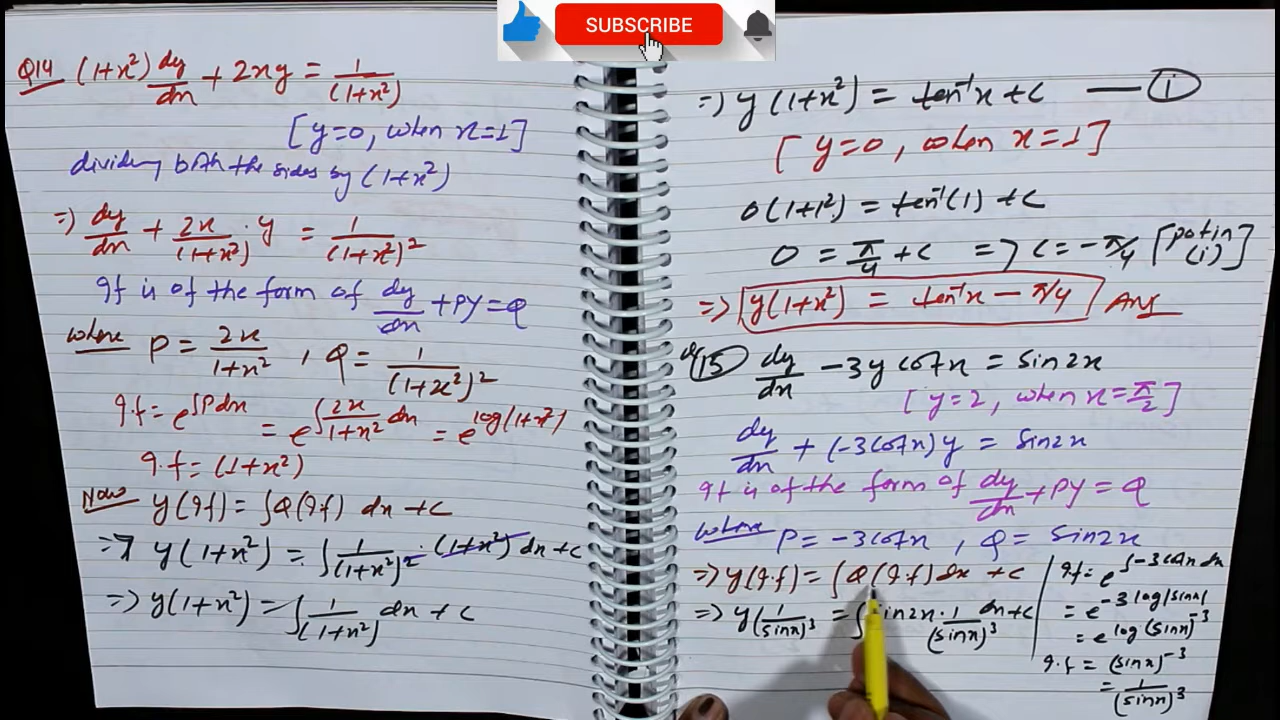 SUBSCRIBE
Q14 (1+x²) dy/dx + 2xy = 1/(1+x²)
[y=0, when x=1]
dividing both the sides by (1+x²)
=> dy/dx + 2x/(1+x²) · y = 1/(1+x²)²
It is of the form of dy/dx + PY = Q
where P = 2x/(1+x²) , Q = 1/(1+x²)²
I.f = e^∫Pdx = e^∫2x/(1+x²) dx = e^log(1+x²)
I.f = (1+x²)
Now y(If) = ∫Q(If) dx + c
=> y(1+x²) = ∫ 1/(1+x²)² · (1+x²) dx + c
=> y(1+x²) = ∫ 1/(1+x²) dx + c
=> y(1+x²) = tan⁻¹x + c — (i)
[y=0, when x=1]
0(1+1²) = tan⁻¹(1) + c
0 = π/4 + c => c = -π/4 [put in (i)]
=> y(1+x²) = tan⁻¹x - π/4 Ans
Q15 dy/dx - 3y cotx = sin2x
[y=2, when x=π/2]
dy/dx + (-3cotx)y = sin2x
It is of the form of dy/dx + PY = Q
where P = -3cotx , Q = sin2x
=> y(I.f) = ∫Q(I.f) dx + c
=> y(1/(sinx)³) = ∫ sin2x · 1/(sinx)³ dx + c
I.f = e^∫-3cotx dx
= e^-3 log|sinx|
= e^log(sinx)⁻³
I.f = (sinx)⁻³
= 1/(sinx)³